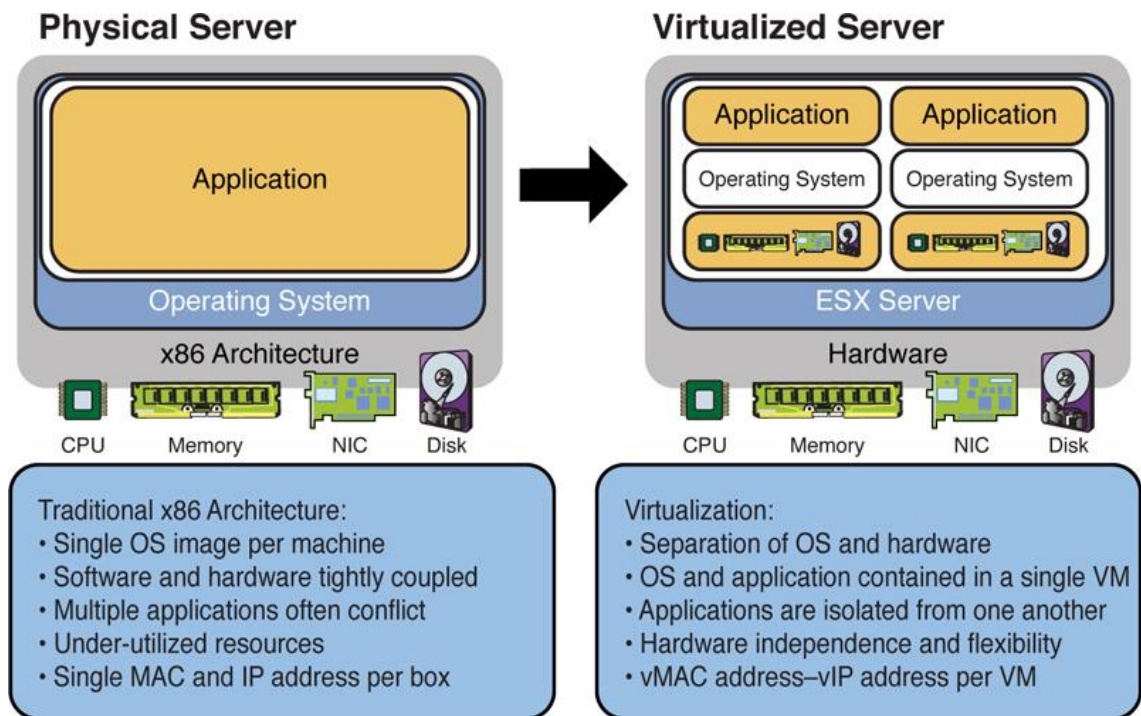 Physical Server
Application
Operating System
x86 Architecture
CPU
Memory
NIC
Disk
Traditional x86 Architecture:
• Single OS image per machine
• Software and hardware tightly coupled
• Multiple applications often conflict
• Under-utilized resources
• Single MAC and IP address per box
Virtualized Server
Application
Application
Operating System
Operating System
ESX Server
Hardware
CPU
Memory
NIC
Disk
Virtualization:
• Separation of OS and hardware
• OS and application contained in a single VM
• Applications are isolated from one another
• Hardware independence and flexibility
• vMAC address–vIP address per VM